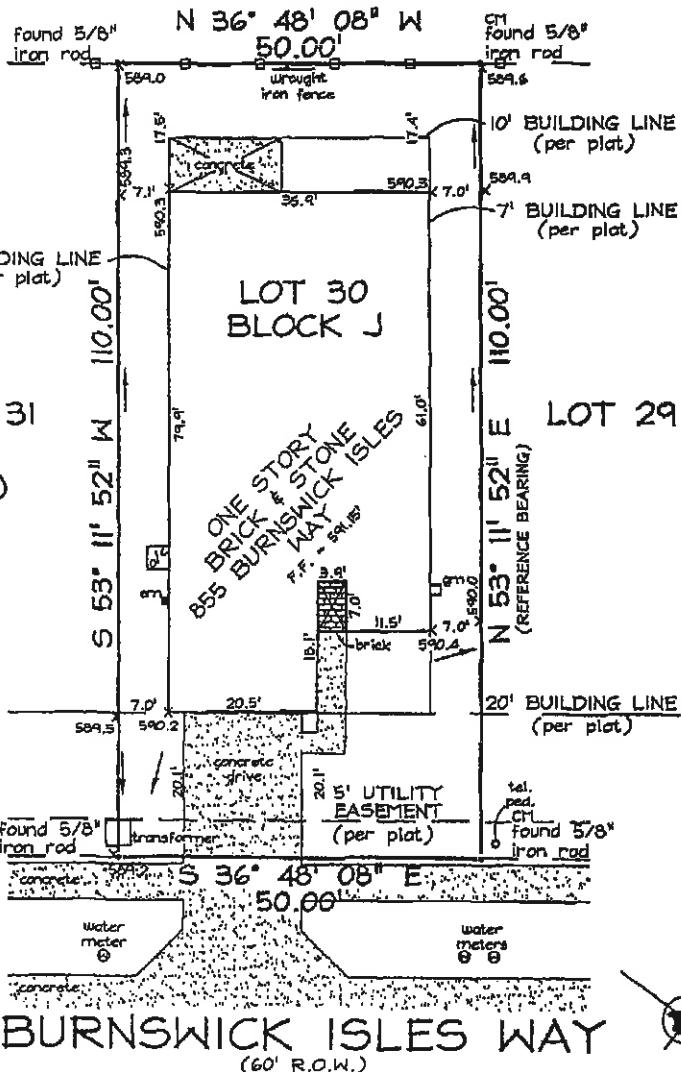 N 36° 48' 08" W
50.00'
found 5/8"
iron rod
CM
found 5/8"
iron rod
wrought
iron fence
589.0
589.6
17.5'
17.4'
10' BUILDING LINE
(per plat)
concrete
589.3
7.1'
590.3
35.9'
590.3
7.0'
589.9
7' BUILDING LINE
(per plat)
DING LINE
plat)
LOT 30
BLOCK J
110.00'
110.00'
31
LOT 29
79.9'
61.0'
S 53° 11' 52" W
N 53° 11' 52" E
(REFERENCE BEARING)
ONE STORY
BRICK & STONE
855 BURNSWICK ISLES
WAY
F.F. = 591.15'
3.9'
7.0'
em
590.0
11.5'
7.0'
brick
590.4
18.1'
7.0'
20.5'
589.5
590.2
20' BUILDING LINE
(per plat)
concrete
drive
20.1'
20.1'
5' UTILITY
EASEMENT
(per plat)
tel.
ped.
CM
found 5/8"
iron rod
found 5/8"
iron rod
transformer
S 36° 48' 08" E
50.00'
concrete
water
meter
water
meters
concrete
BURNSWICK ISLES WAY
(60' R.O.W.)